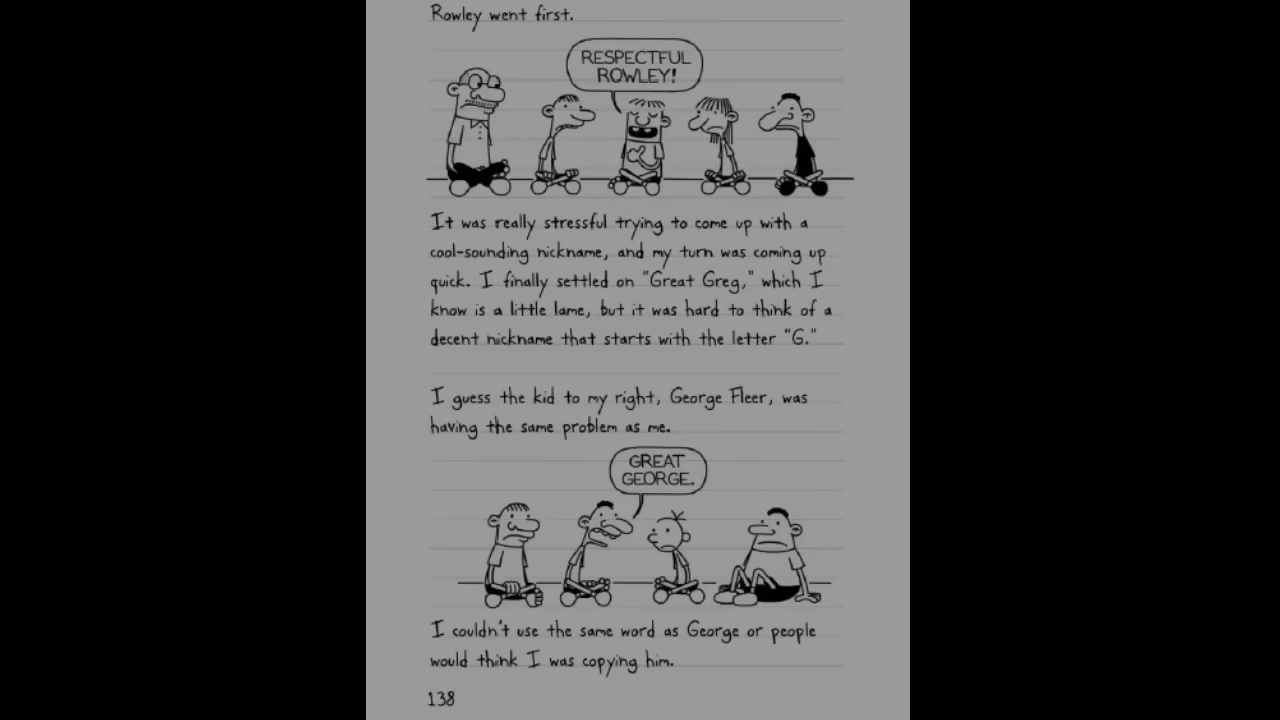 Rowley went first.
RESPECTFUL
ROWLEY!
It was really stressful trying to come up with a
cool-sounding nickname, and my turn was coming up
quick. I finally settled on "Great Greg," which I
know is a little lame, but it was hard to think of a
decent nickname that starts with the letter "G."
I guess the kid to my right, George Fleer, was
having the same problem as me.
GREAT
GEORGE.
I couldn't use the same word as George or people
would think I was copying him.
138